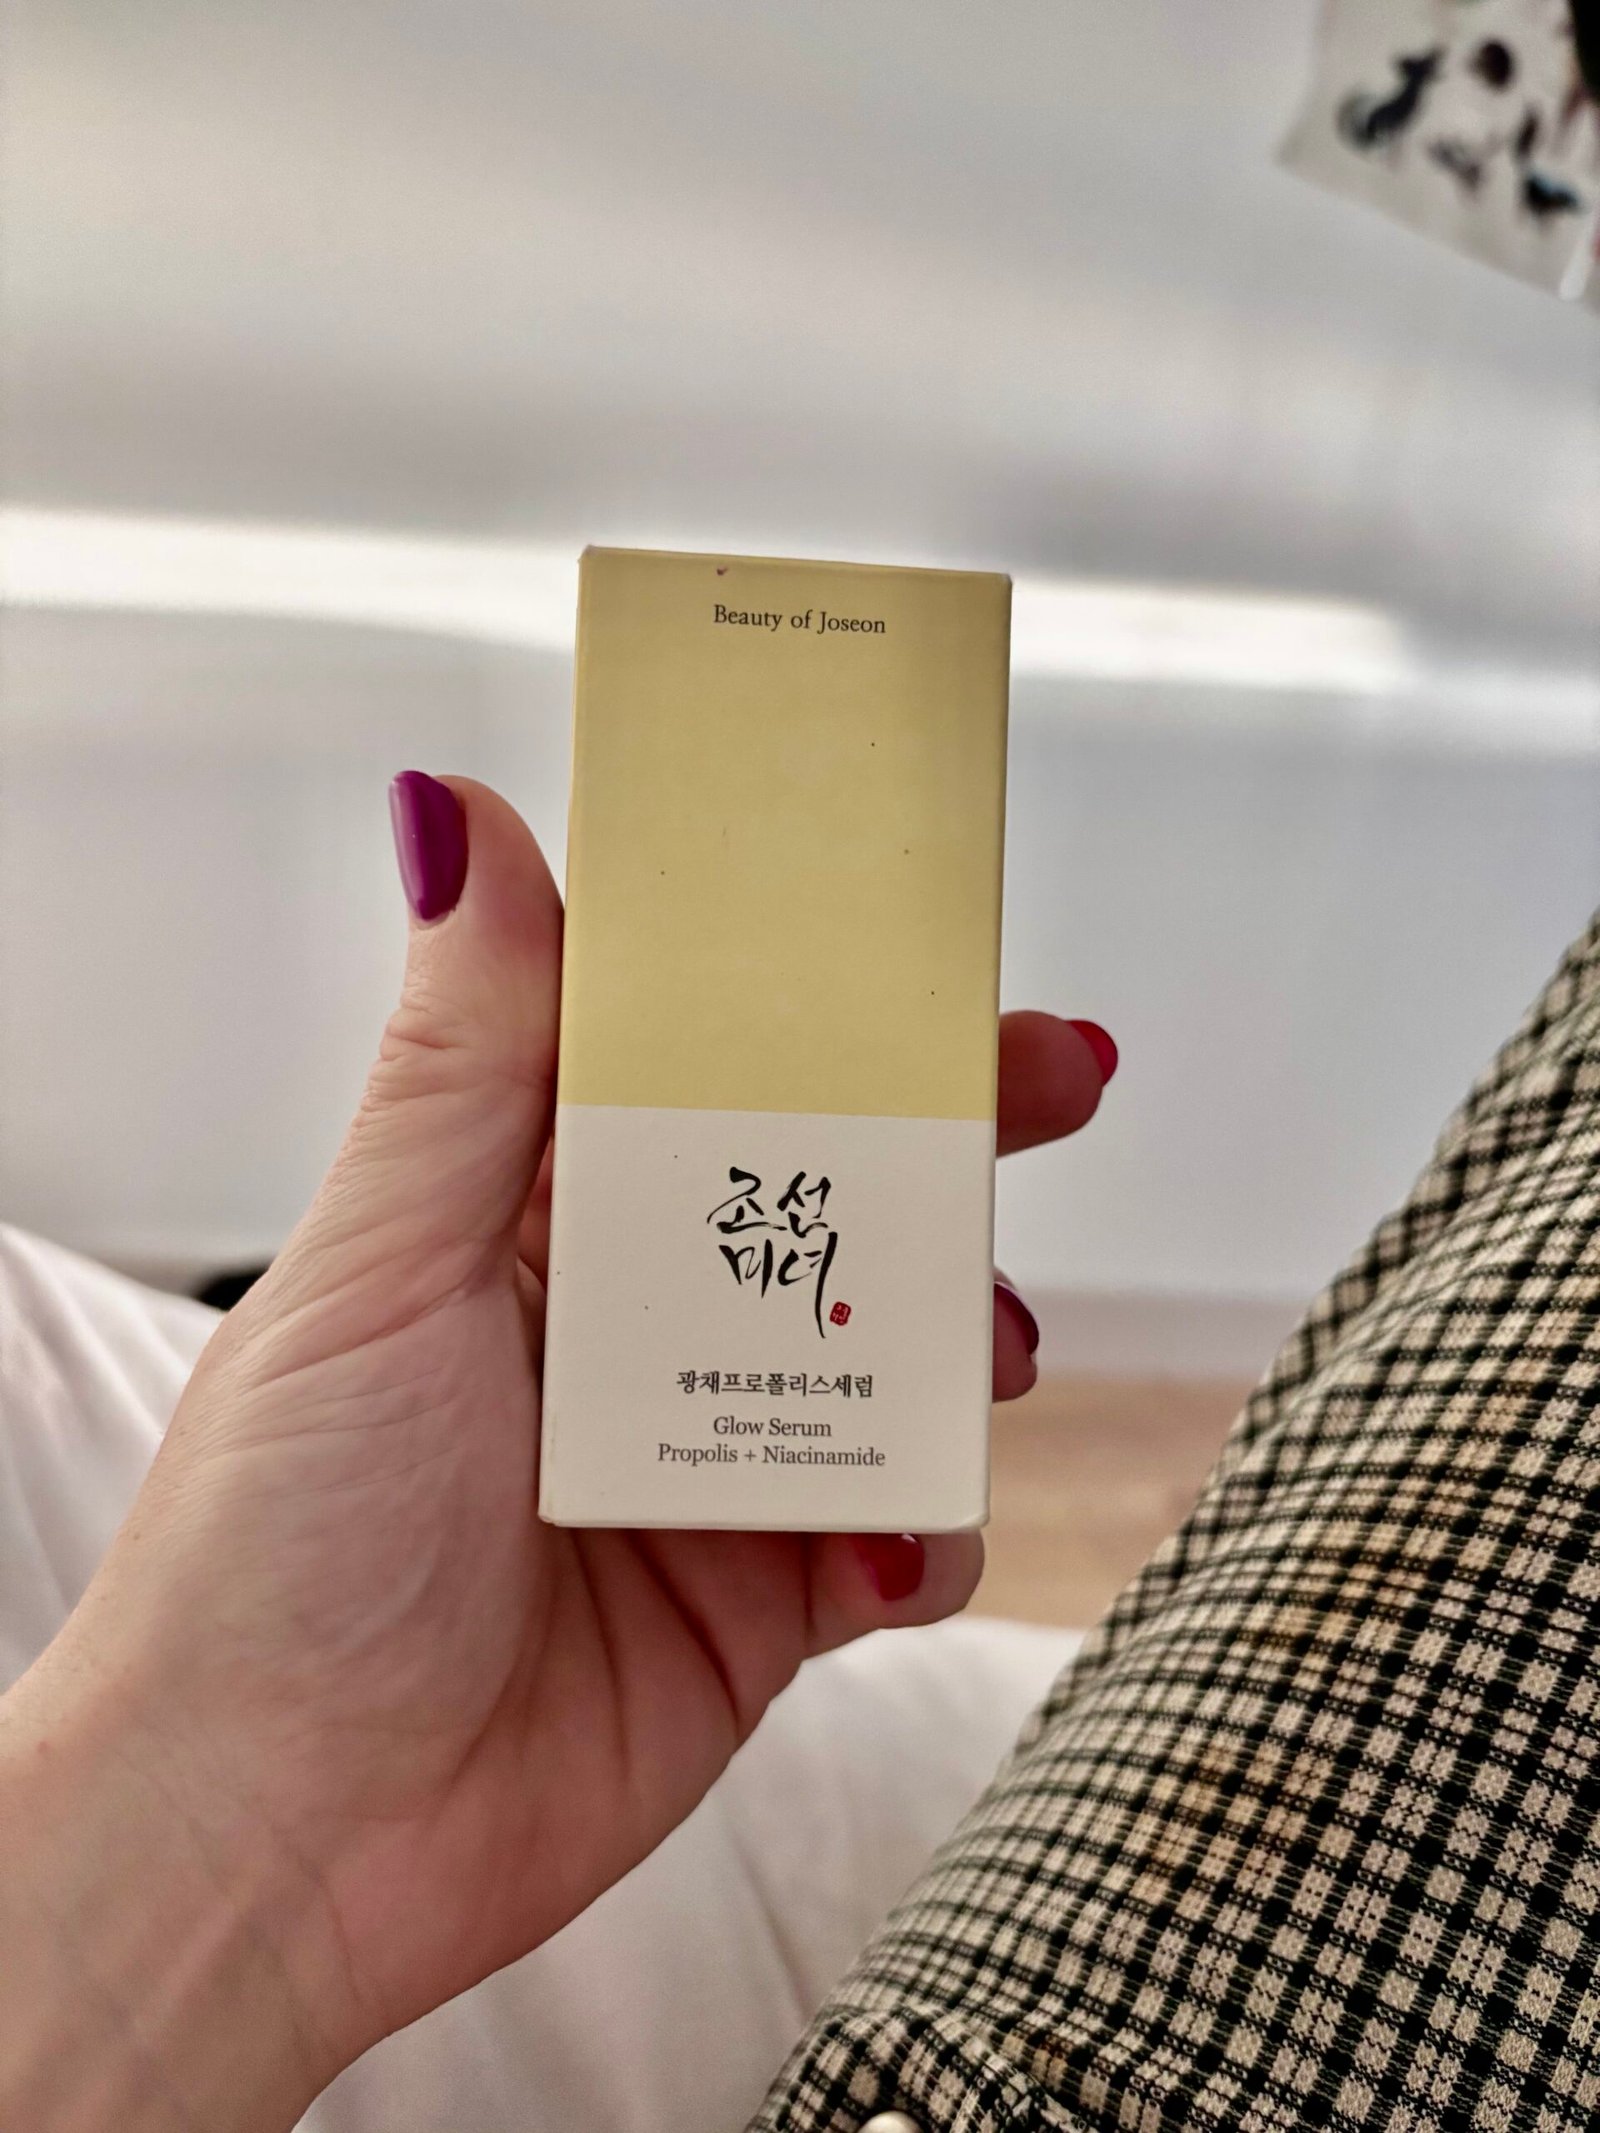 Beauty of Joseon
조선
미녀
광채프로폴리스세럼
Glow Serum
Propolis + Niacinamide